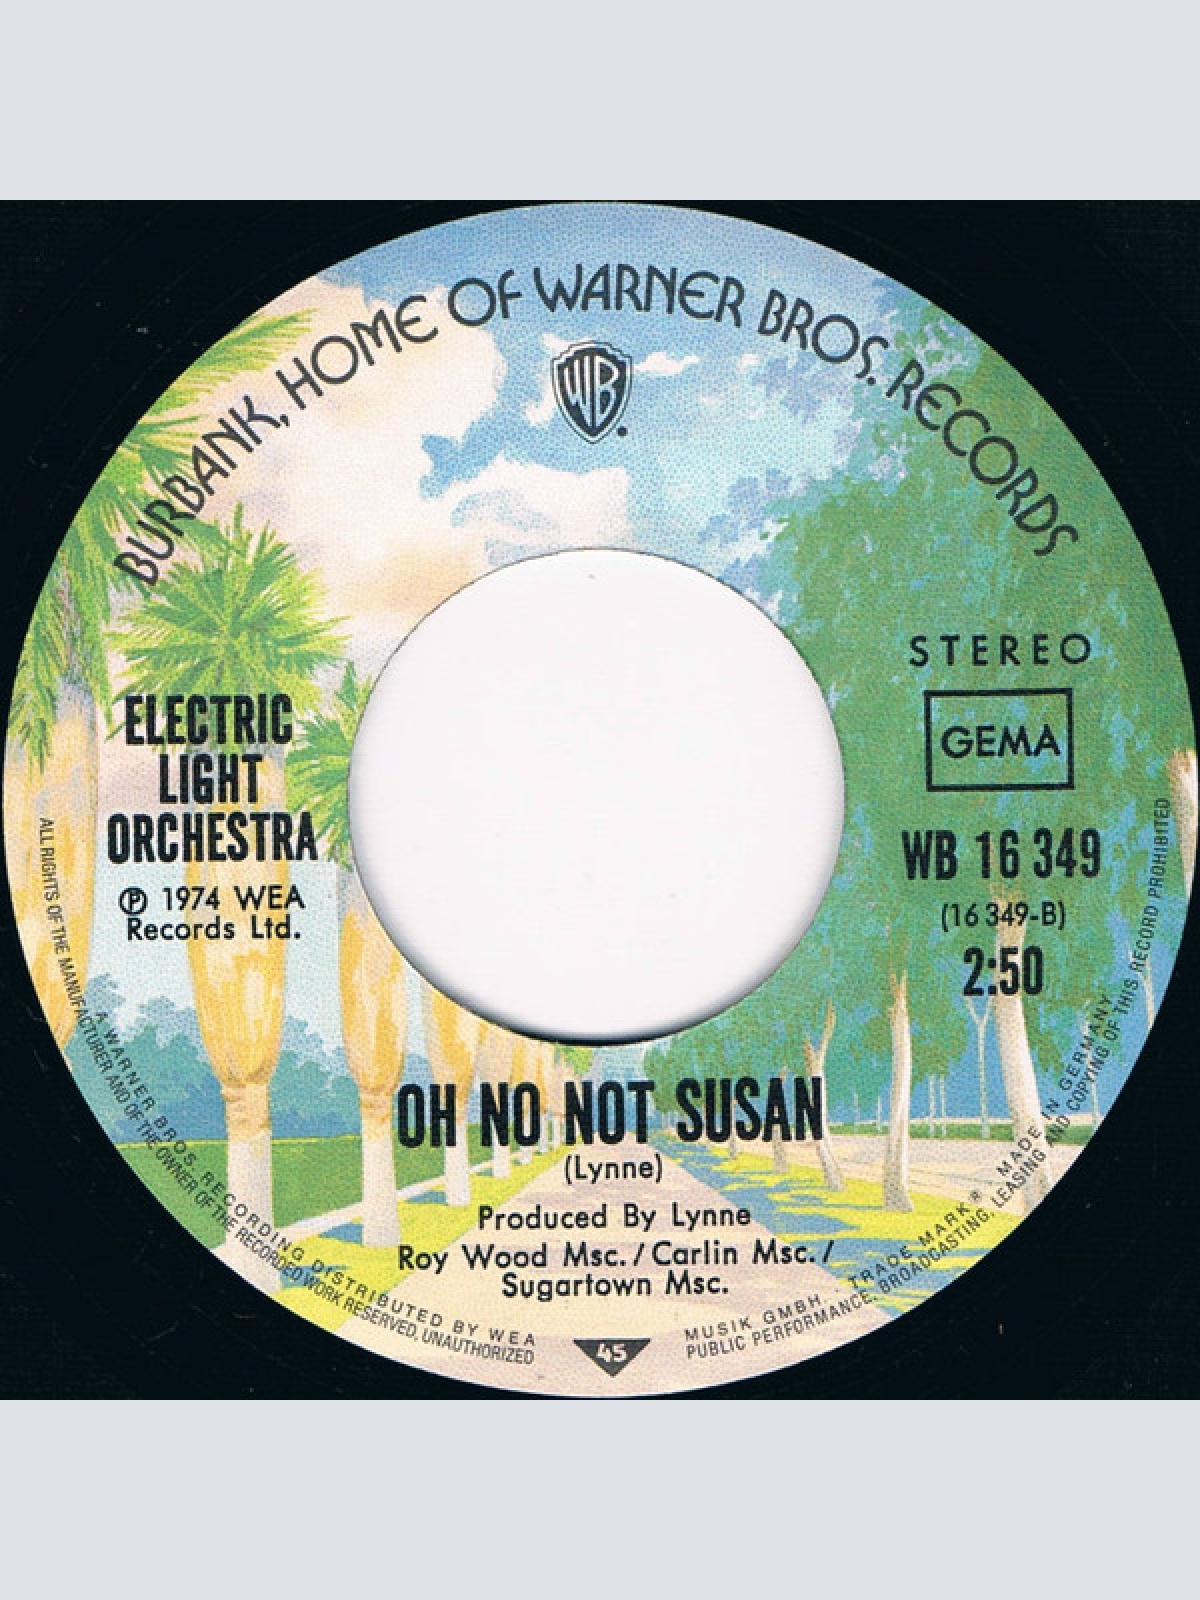 BURBANK, HOME OF WARNER BROS. RECORDS
WB
STEREO
GEMA
ELECTRIC
LIGHT
ORCHESTRA
℗ 1974 WEA
Records Ltd.
WB 16 349
(16 349-B)
2:50
OH NO NOT SUSAN
(Lynne)
Produced By Lynne
Roy Wood Msc. / Carlin Msc. /
Sugartown Msc.
A WARNER BROS. RECORDING DISTRIBUTED BY WEA MUSIK GMBH . TRADE MARK ® MADE IN GERMANY
ALL RIGHTS OF THE MANUFACTURER AND OF THE OWNER OF THE RECORDED WORK RESERVED, UNAUTHORIZED PUBLIC PERFORMANCE, BROADCASTING, LEASING AND COPYING OF THIS RECORD PROHIBITED
45